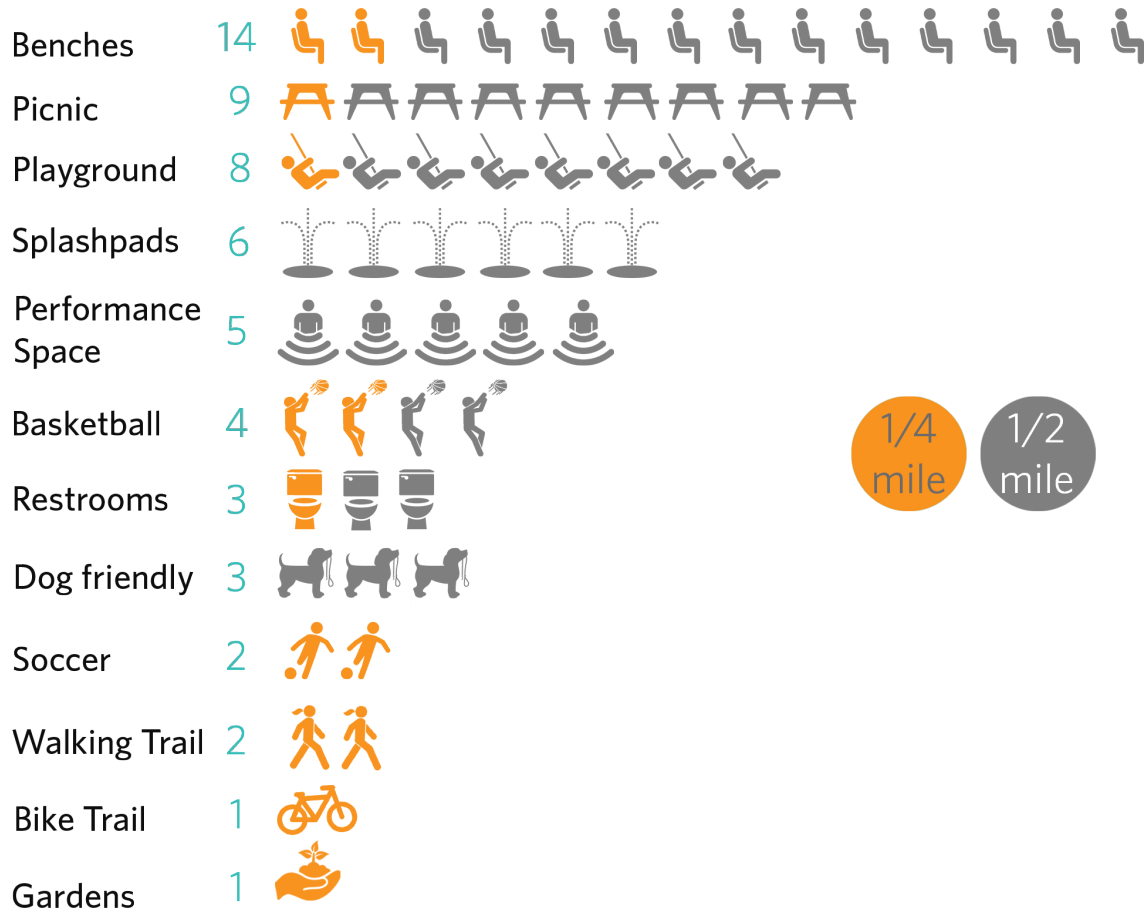 Benches 14
Picnic 9
Playground 8
Splashpads 6
Performance
Space 5
Basketball 4
1/4
mile
1/2
mile
Restrooms 3
Dog friendly 3
Soccer 2
Walking Trail 2
Bike Trail 1
Gardens 1